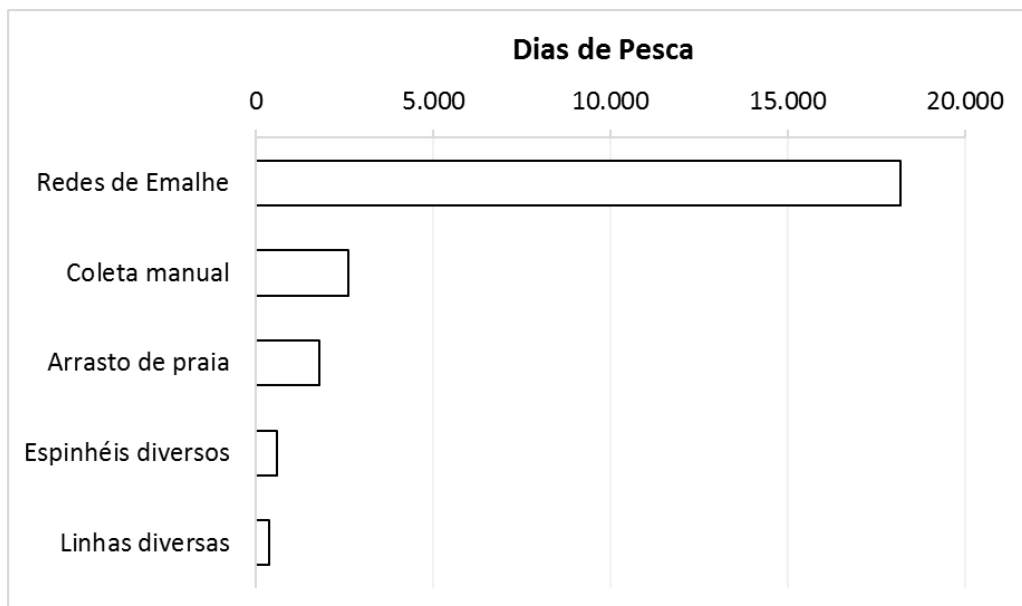 Dias de Pesca
0 5.000 10.000 15.000 20.000
Redes de Emalhe
Coleta manual
Arrasto de praia
Espinhéis diversos
Linhas diversas